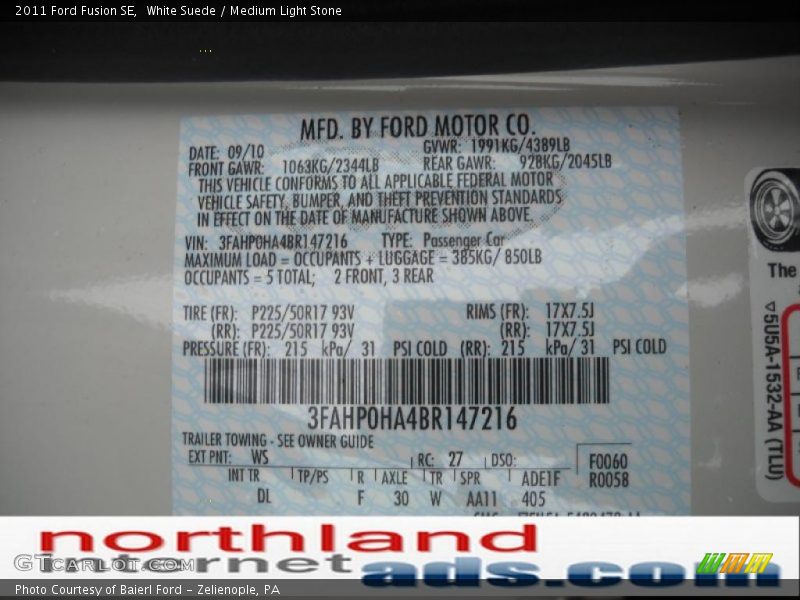 2011 Ford Fusion SE,  White Suede / Medium Light Stone
MFD. BY FORD MOTOR CO.
DATE: 09/10 GVWR: 1991KG/4389LB
FRONT GAWR: 1063KG/2344LB REAR GAWR: 928KG/2045LB
THIS VEHICLE CONFORMS TO ALL APPLICABLE FEDERAL MOTOR
VEHICLE SAFETY, BUMPER, AND THEFT PREVENTION STANDARDS
IN EFFECT ON THE DATE OF MANUFACTURE SHOWN ABOVE.
VIN: 3FAHP0HA4BR147216 TYPE: Passenger Car
MAXIMUM LOAD = OCCUPANTS + LUGGAGE = 385KG/ 850LB
OCCUPANTS = 5 TOTAL; 2 FRONT, 3 REAR
TIRE (FR): P225/50R17 93V RIMS (FR): 17X7.5J
(RR): P225/50R17 93V (RR): 17X7.5J
PRESSURE (FR): 215 kPa/ 31 PSI COLD (RR): 215 kPa/ 31 PSI COLD
3FAHP0HA4BR147216
TRAILER TOWING - SEE OWNER GUIDE
EXT PNT: WS RC: 27 DSO: F0060
INT TR TP/PS R AXLE TR SPR ADE1F R0058
DL F 30 W AA11 405
The
5U5A-1532-AA (TLU)
northland
internet
ads.com
GTCARLOT.COM
Photo Courtesy of Baierl Ford – Zelienople, PA